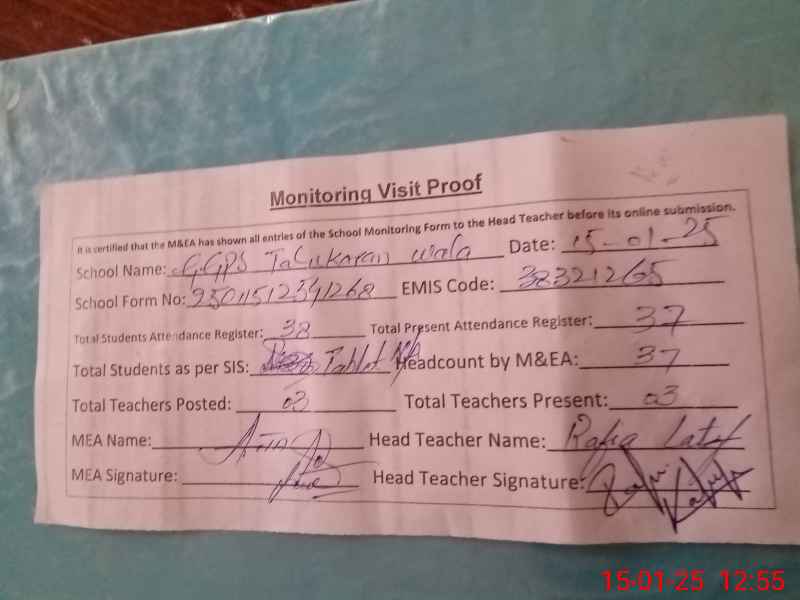 Monitoring Visit Proof
It is certified that the M&EA has shown all entries of the School Monitoring Form to the Head Teacher before its online submission.
School Name: GGPS Talukaran wala Date: 15-01-25
School Form No: EMIS Code: 38321265
Total Students Attendance Register: 38 Total Present Attendance Register: 37
Total Students as per SIS: Tablet Headcount by M&EA: 37
Total Teachers Posted: 03 Total Teachers Present: 03
MEA Name: Head Teacher Name: Rafia Latif
MEA Signature: Head Teacher Signature:
15-01-25 12:55